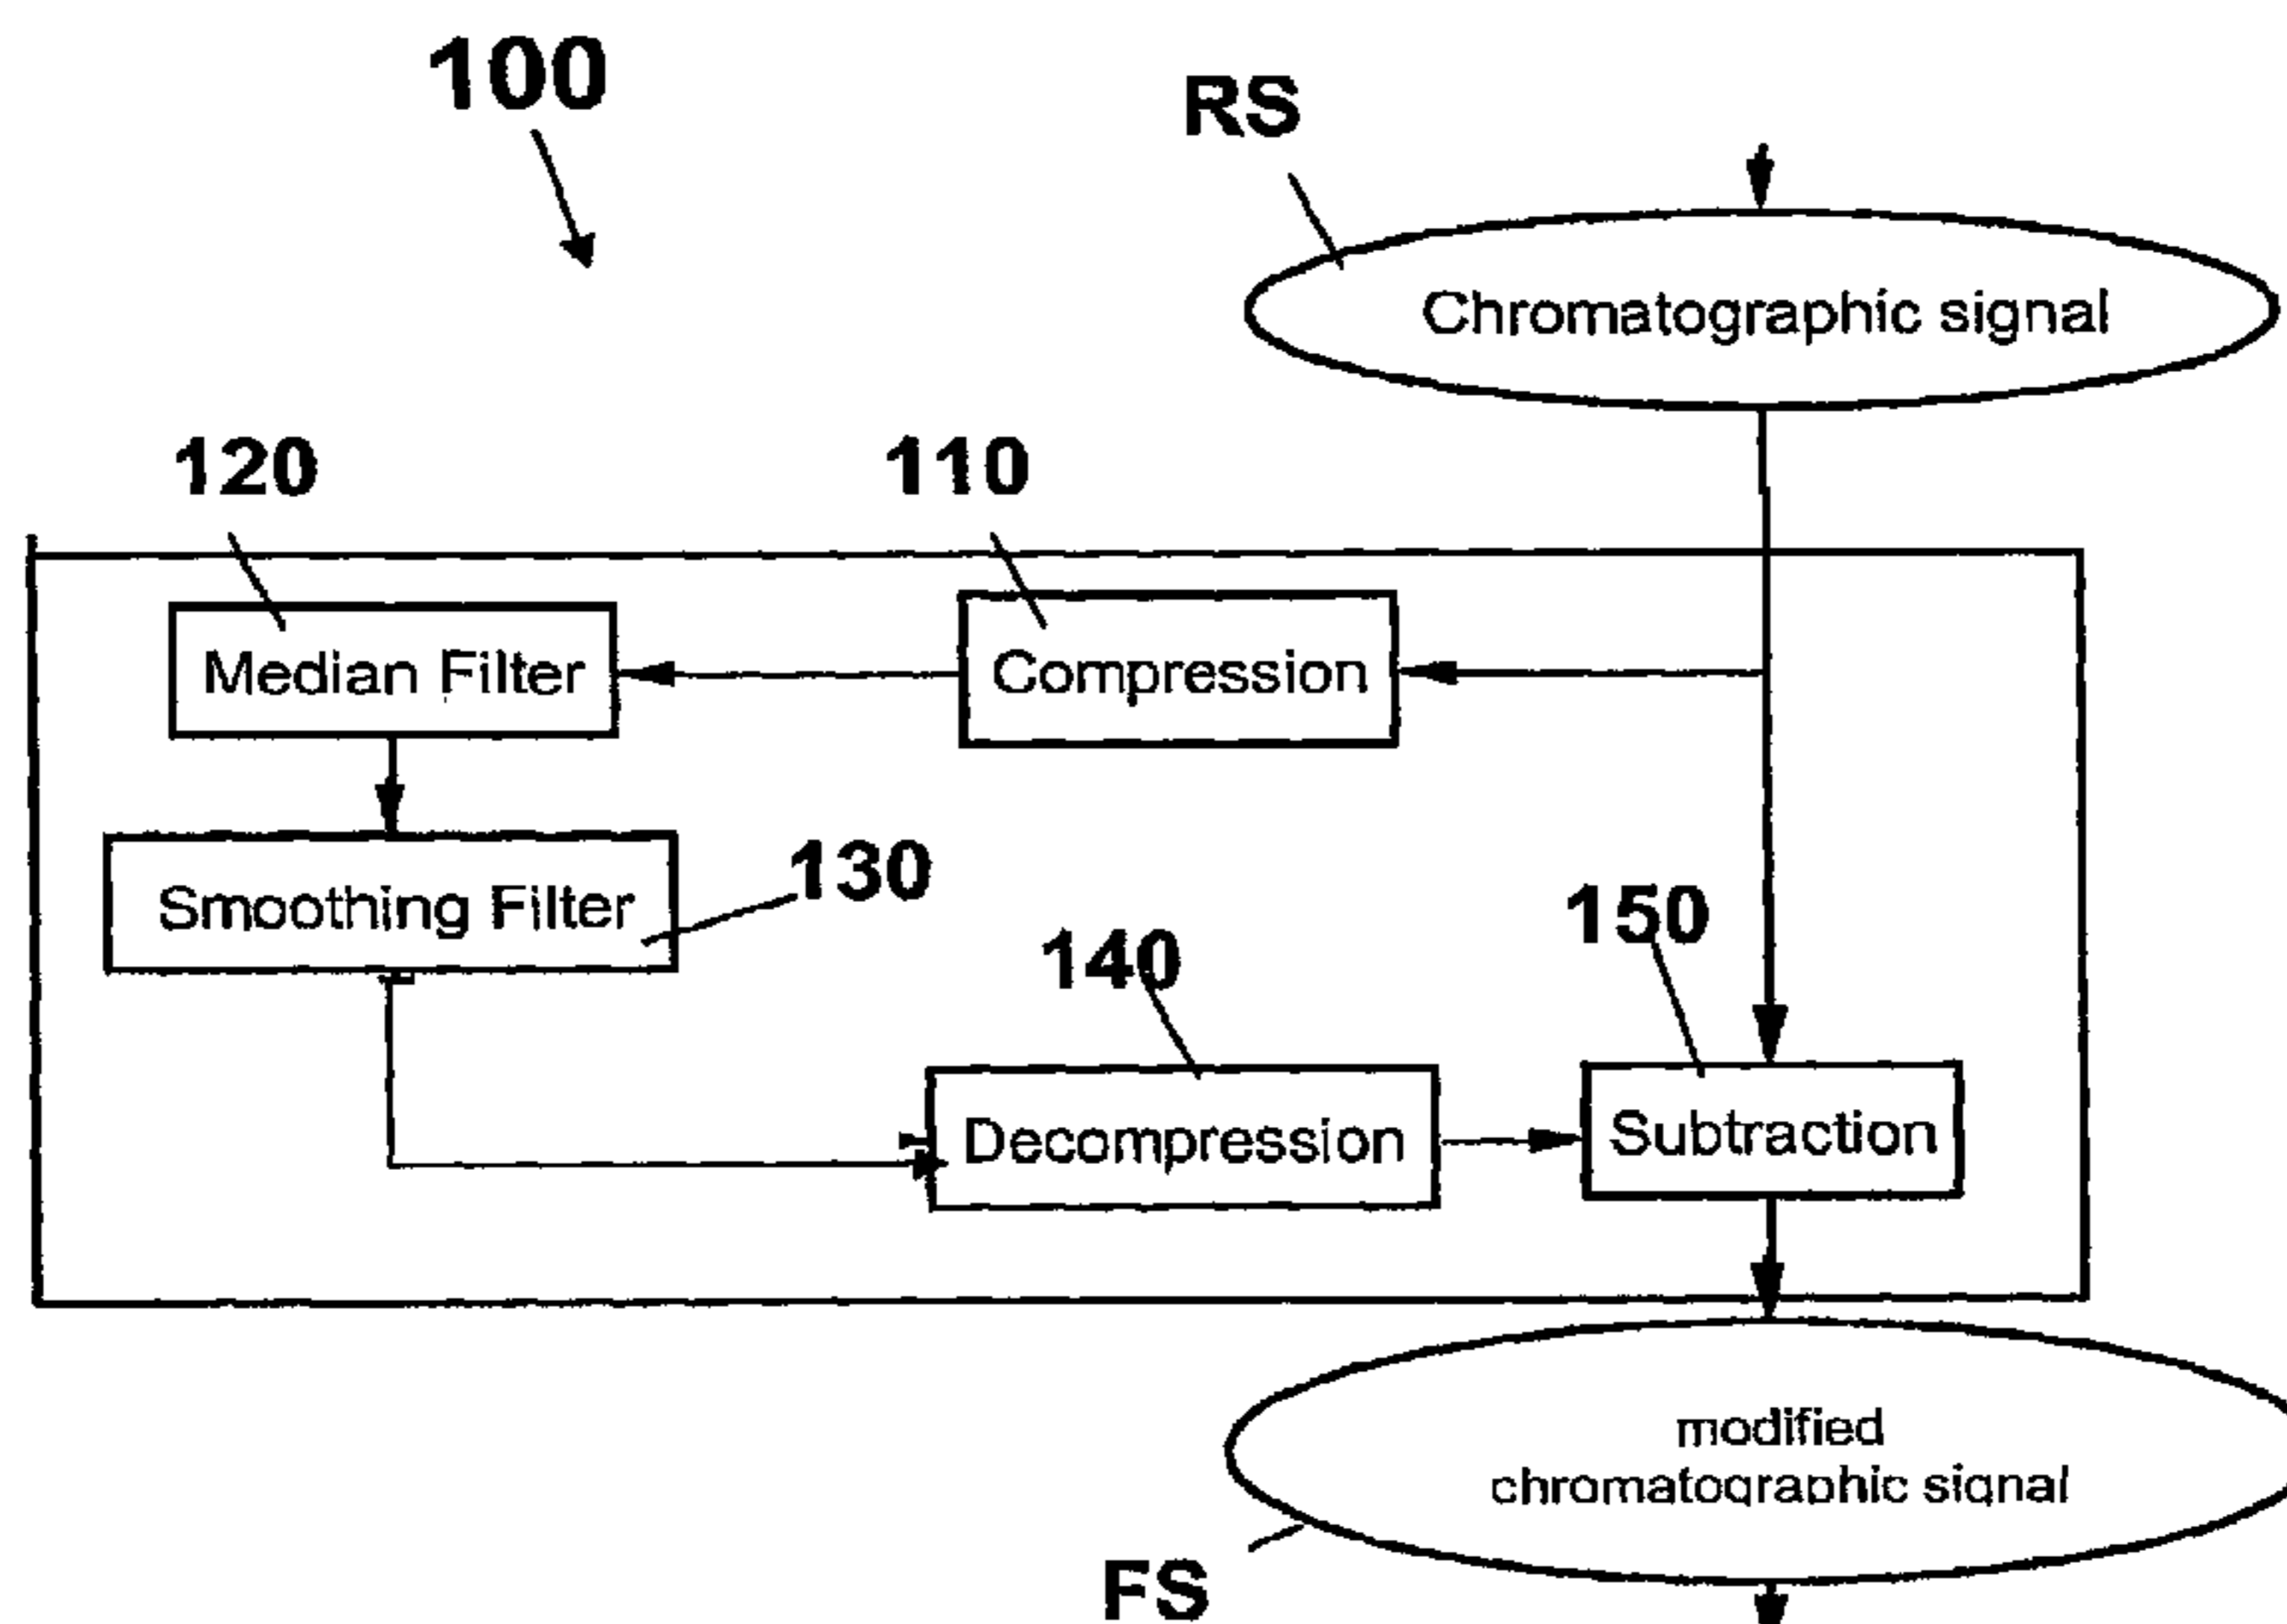 100
RS
Chromatographic signal
120
110
Median Filter
Compression
Smoothing Filter
130
140
150
Decompression
Subtraction
modified
chromatographic signal
FS